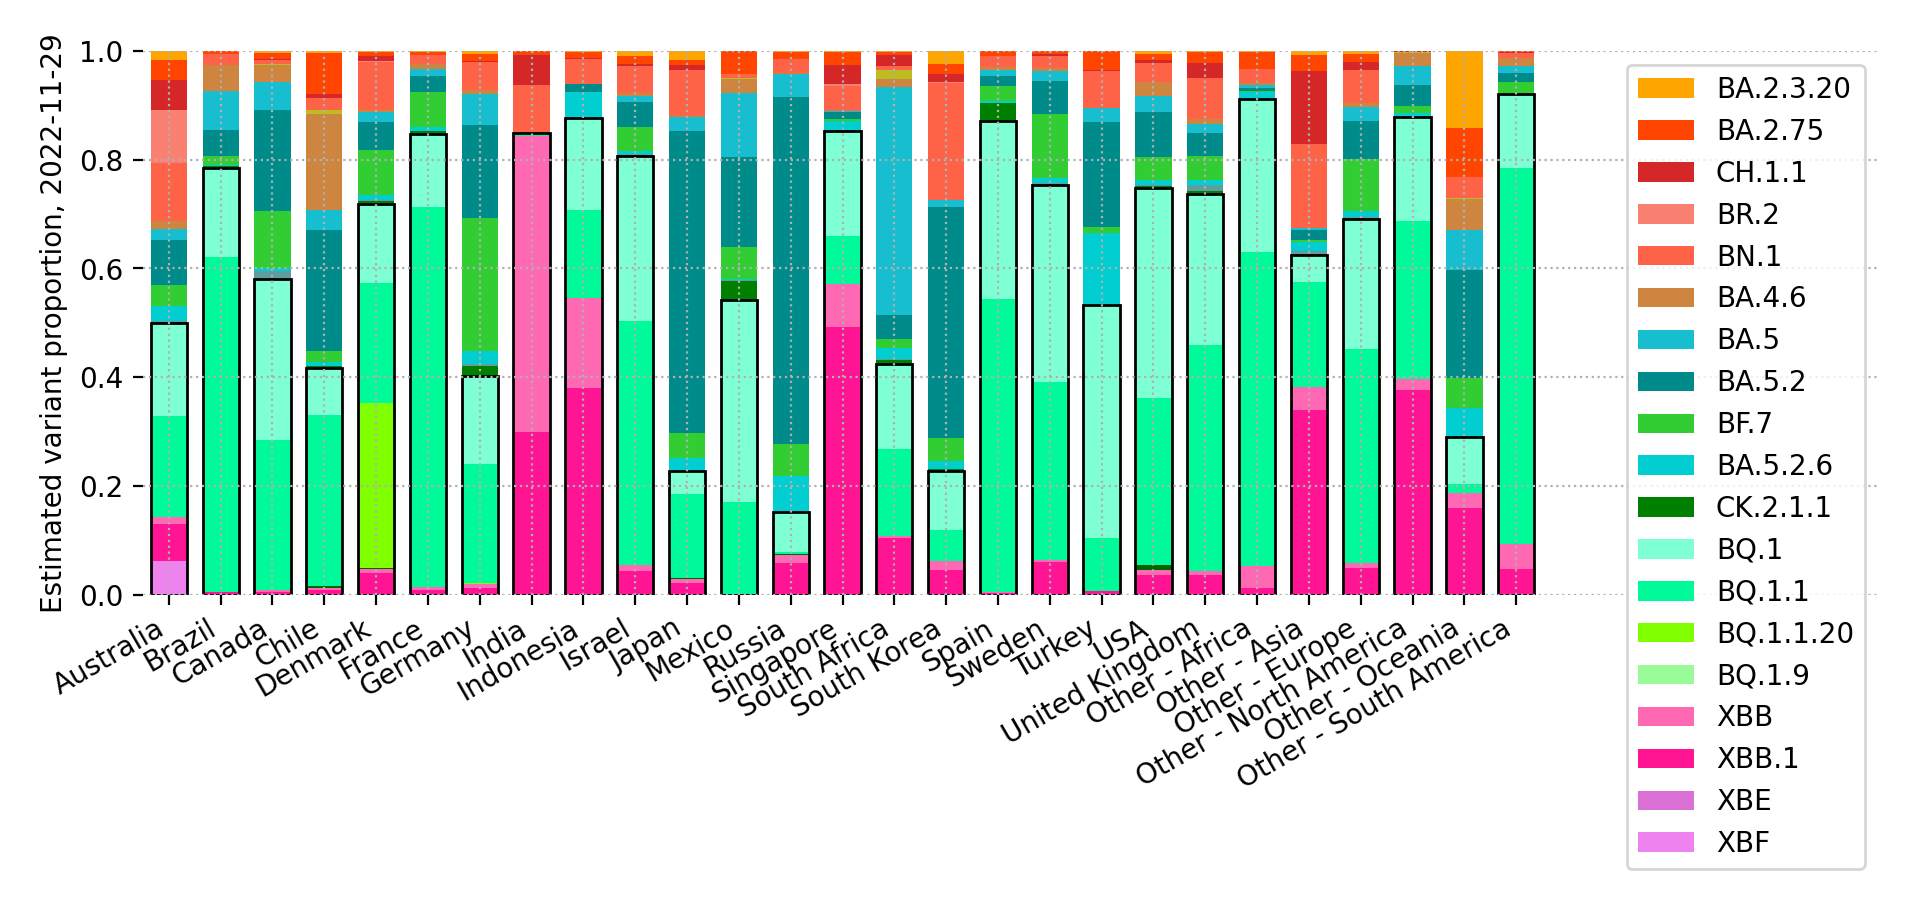 Estimated variant proportion, 2022-11-29
1.0
0.8
0.6
0.4
0.2
0.0
Australia
Brazil
Canada
Chile
Denmark
France
Germany
India
Indonesia
Israel
Japan
Mexico
Russia
Singapore
South Africa
South Korea
Spain
Sweden
Turkey
USA
United Kingdom
Other - Africa
Other - Asia
Other - Europe
Other - North America
Other - Oceania
Other - South America
BA.2.3.20
BA.2.75
CH.1.1
BR.2
BN.1
BA.4.6
BA.5
BA.5.2
BF.7
BA.5.2.6
CK.2.1.1
BQ.1
BQ.1.1
BQ.1.1.20
BQ.1.9
XBB
XBB.1
XBE
XBF